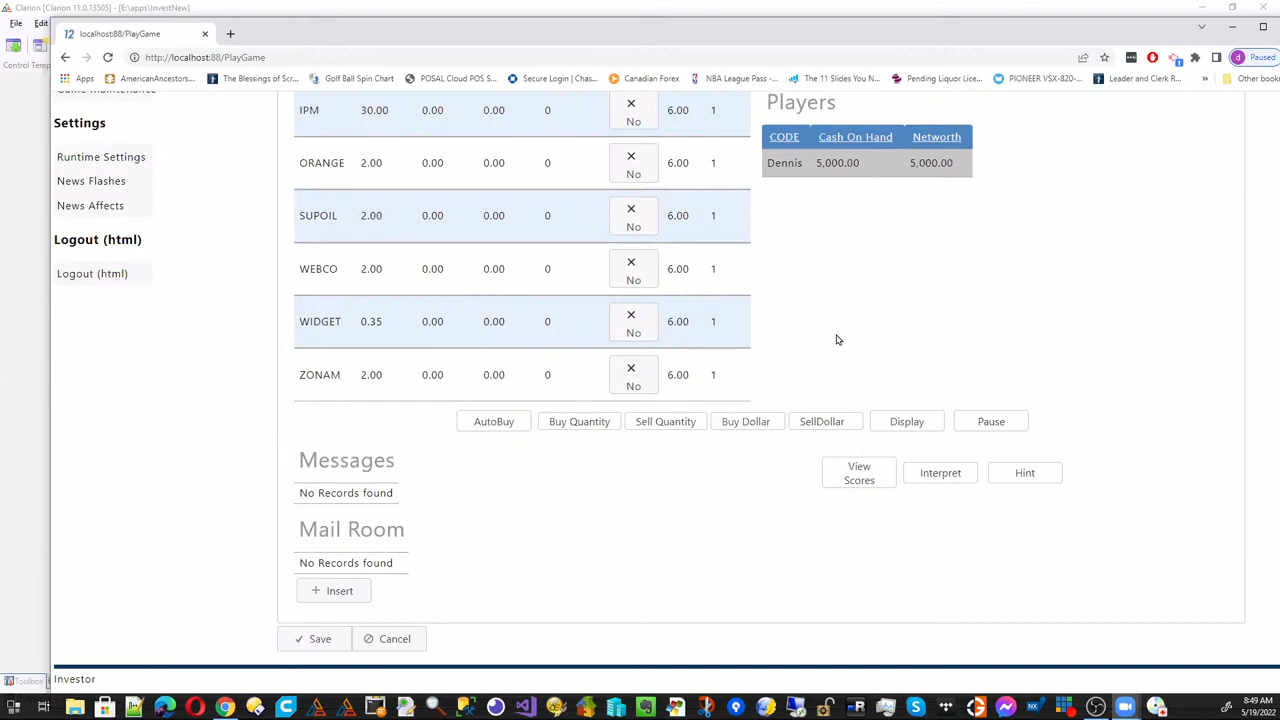 Clarion [Clarion 11.0.13505] - [E:\apps\InvestNew]
File Edit
12 localhost:88/PlayGame
localhost:88/PlayGame
Paused
Apps AmericanAncestors... The Blessings of Scr... Golf Ball Spin Chart POSAL Cloud POS S... Secure Login | Chas... Canadian Forex NBA League Pass -... The 11 Slides You N... Pending Liquor Lice... PIONEER VSX-820-... Leader and Clerk R... » Other book
Control Temp
Settings
Runtime Settings
News Flashes
News Affects
Logout (html)
Logout (html)
IPM 30.00 0.00 0.00 0 No 6.00 1
ORANGE 2.00 0.00 0.00 0 No 6.00 1
SUPOIL 2.00 0.00 0.00 0 No 6.00 1
WEBCO 2.00 0.00 0.00 0 No 6.00 1
WIDGET 0.35 0.00 0.00 0 No 6.00 1
ZONAM 2.00 0.00 0.00 0 No 6.00 1
Players
CODE Cash On Hand Networth
Dennis 5,000.00 5,000.00
AutoBuy Buy Quantity Sell Quantity Buy Dollar SellDollar Display Pause
View Scores Interpret Hint
Messages
No Records found
Mail Room
No Records found
+ Insert
Save Cancel
Investor
Toolbox
8:49 AM
5/19/2022